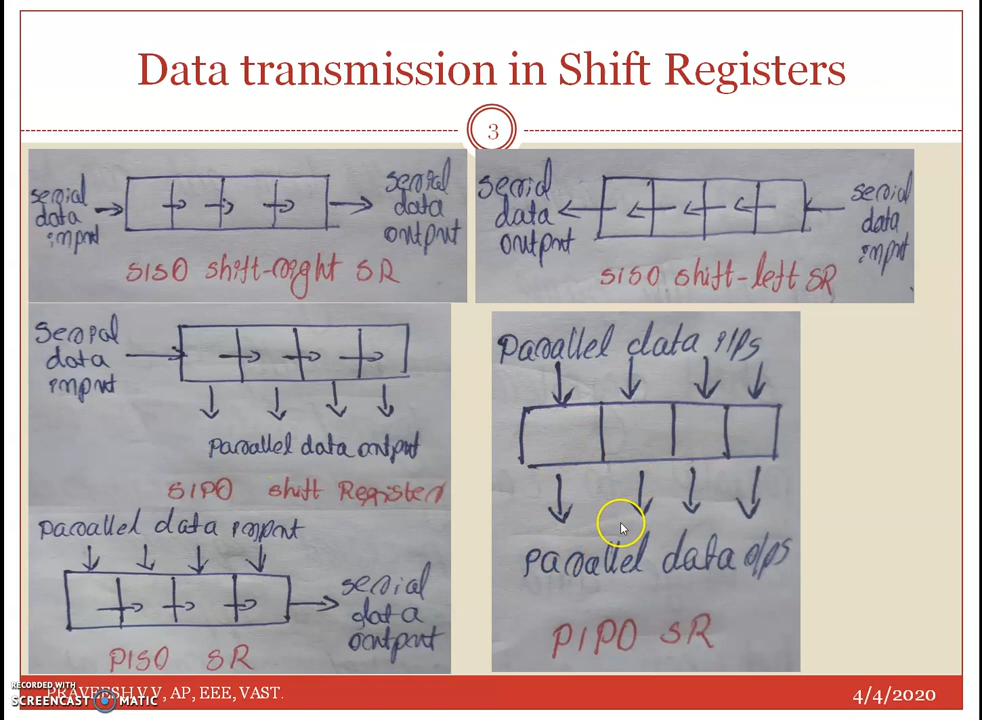 Data transmission in Shift Registers
3
serial
data
input
serial
data
output
SISO shift-right SR
serial
data
output
serial
data
input
SISO shift-left SR
serial
data
input
parallel data output
SIPO shift Register
parallel data i/ps
parallel data o/ps
PIPO SR
parallel data input
serial
data
output
PISO SR
RECORDED WITH
SCREENCAST MATIC
PRAVEESH V V, AP, EEE, VAST.
4/4/2020